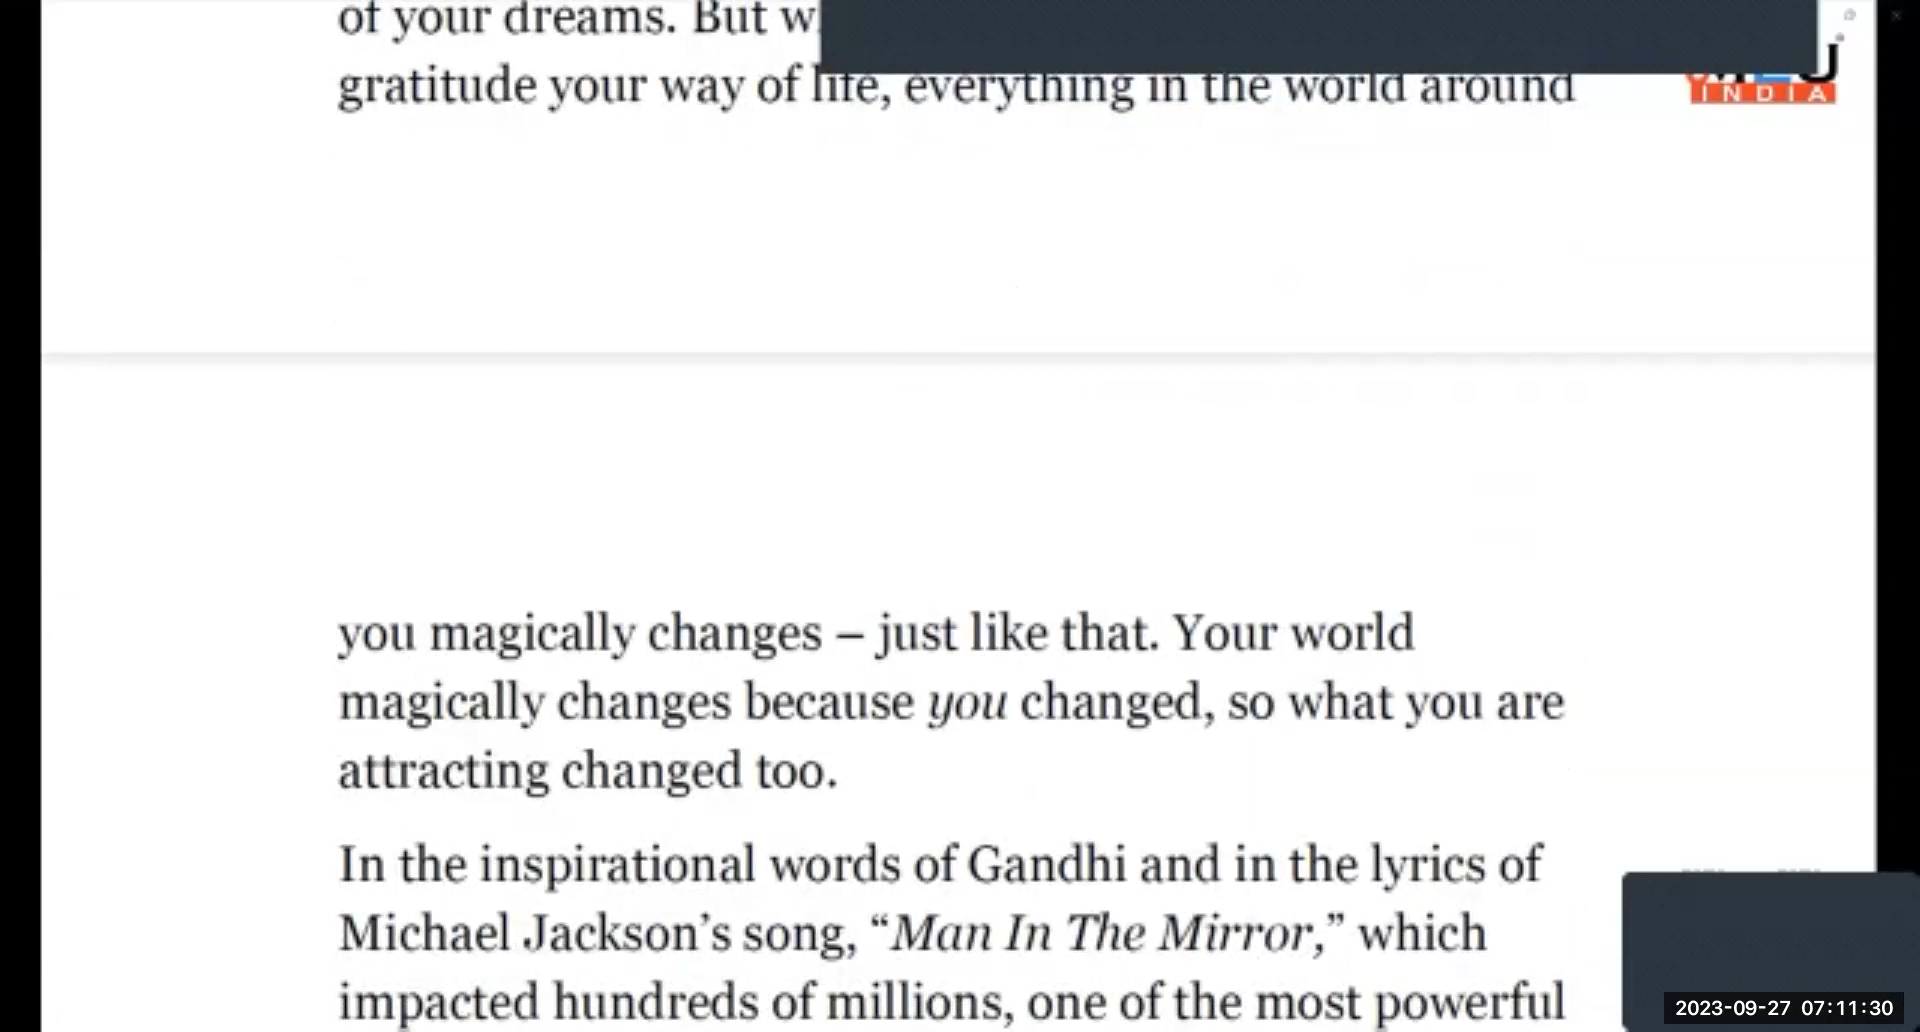 of your dreams. But
gratitude your way of life, everything in the world around
INDIA
you magically changes – just like that. Your world
magically changes because you changed, so what you are
attracting changed too.
In the inspirational words of Gandhi and in the lyrics of
Michael Jackson’s song, “Man In The Mirror,” which
impacted hundreds of millions, one of the most powerful
2023-09-27 07:11:30